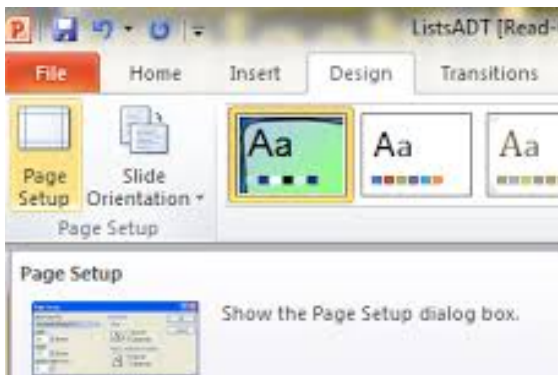 ListsADT [Read-
File Home Insert Design Transitions
Aa Aa Aa
Page Setup
Slide Orientation
Page Setup
Page Setup
Show the Page Setup dialog box.